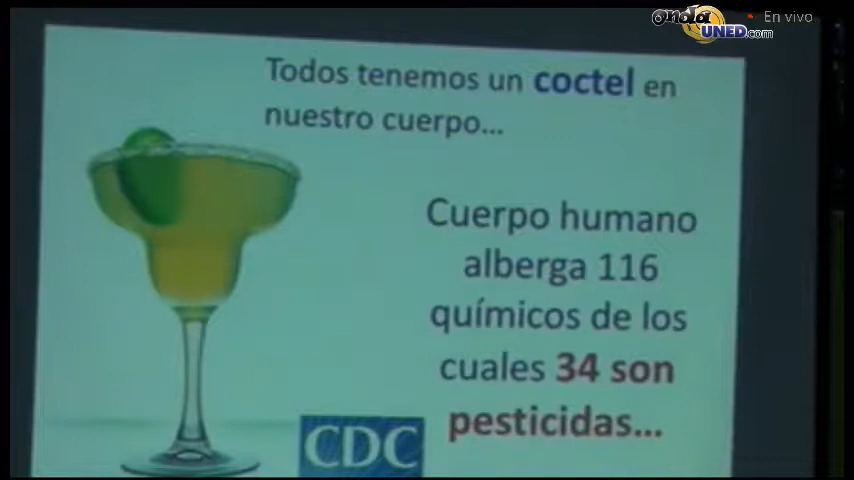 onda UNED.com
En vivo
Todos tenemos un coctel en
nuestro cuerpo...
Cuerpo humano
alberga 116
químicos de los
cuales 34 son
pesticidas...
CDC